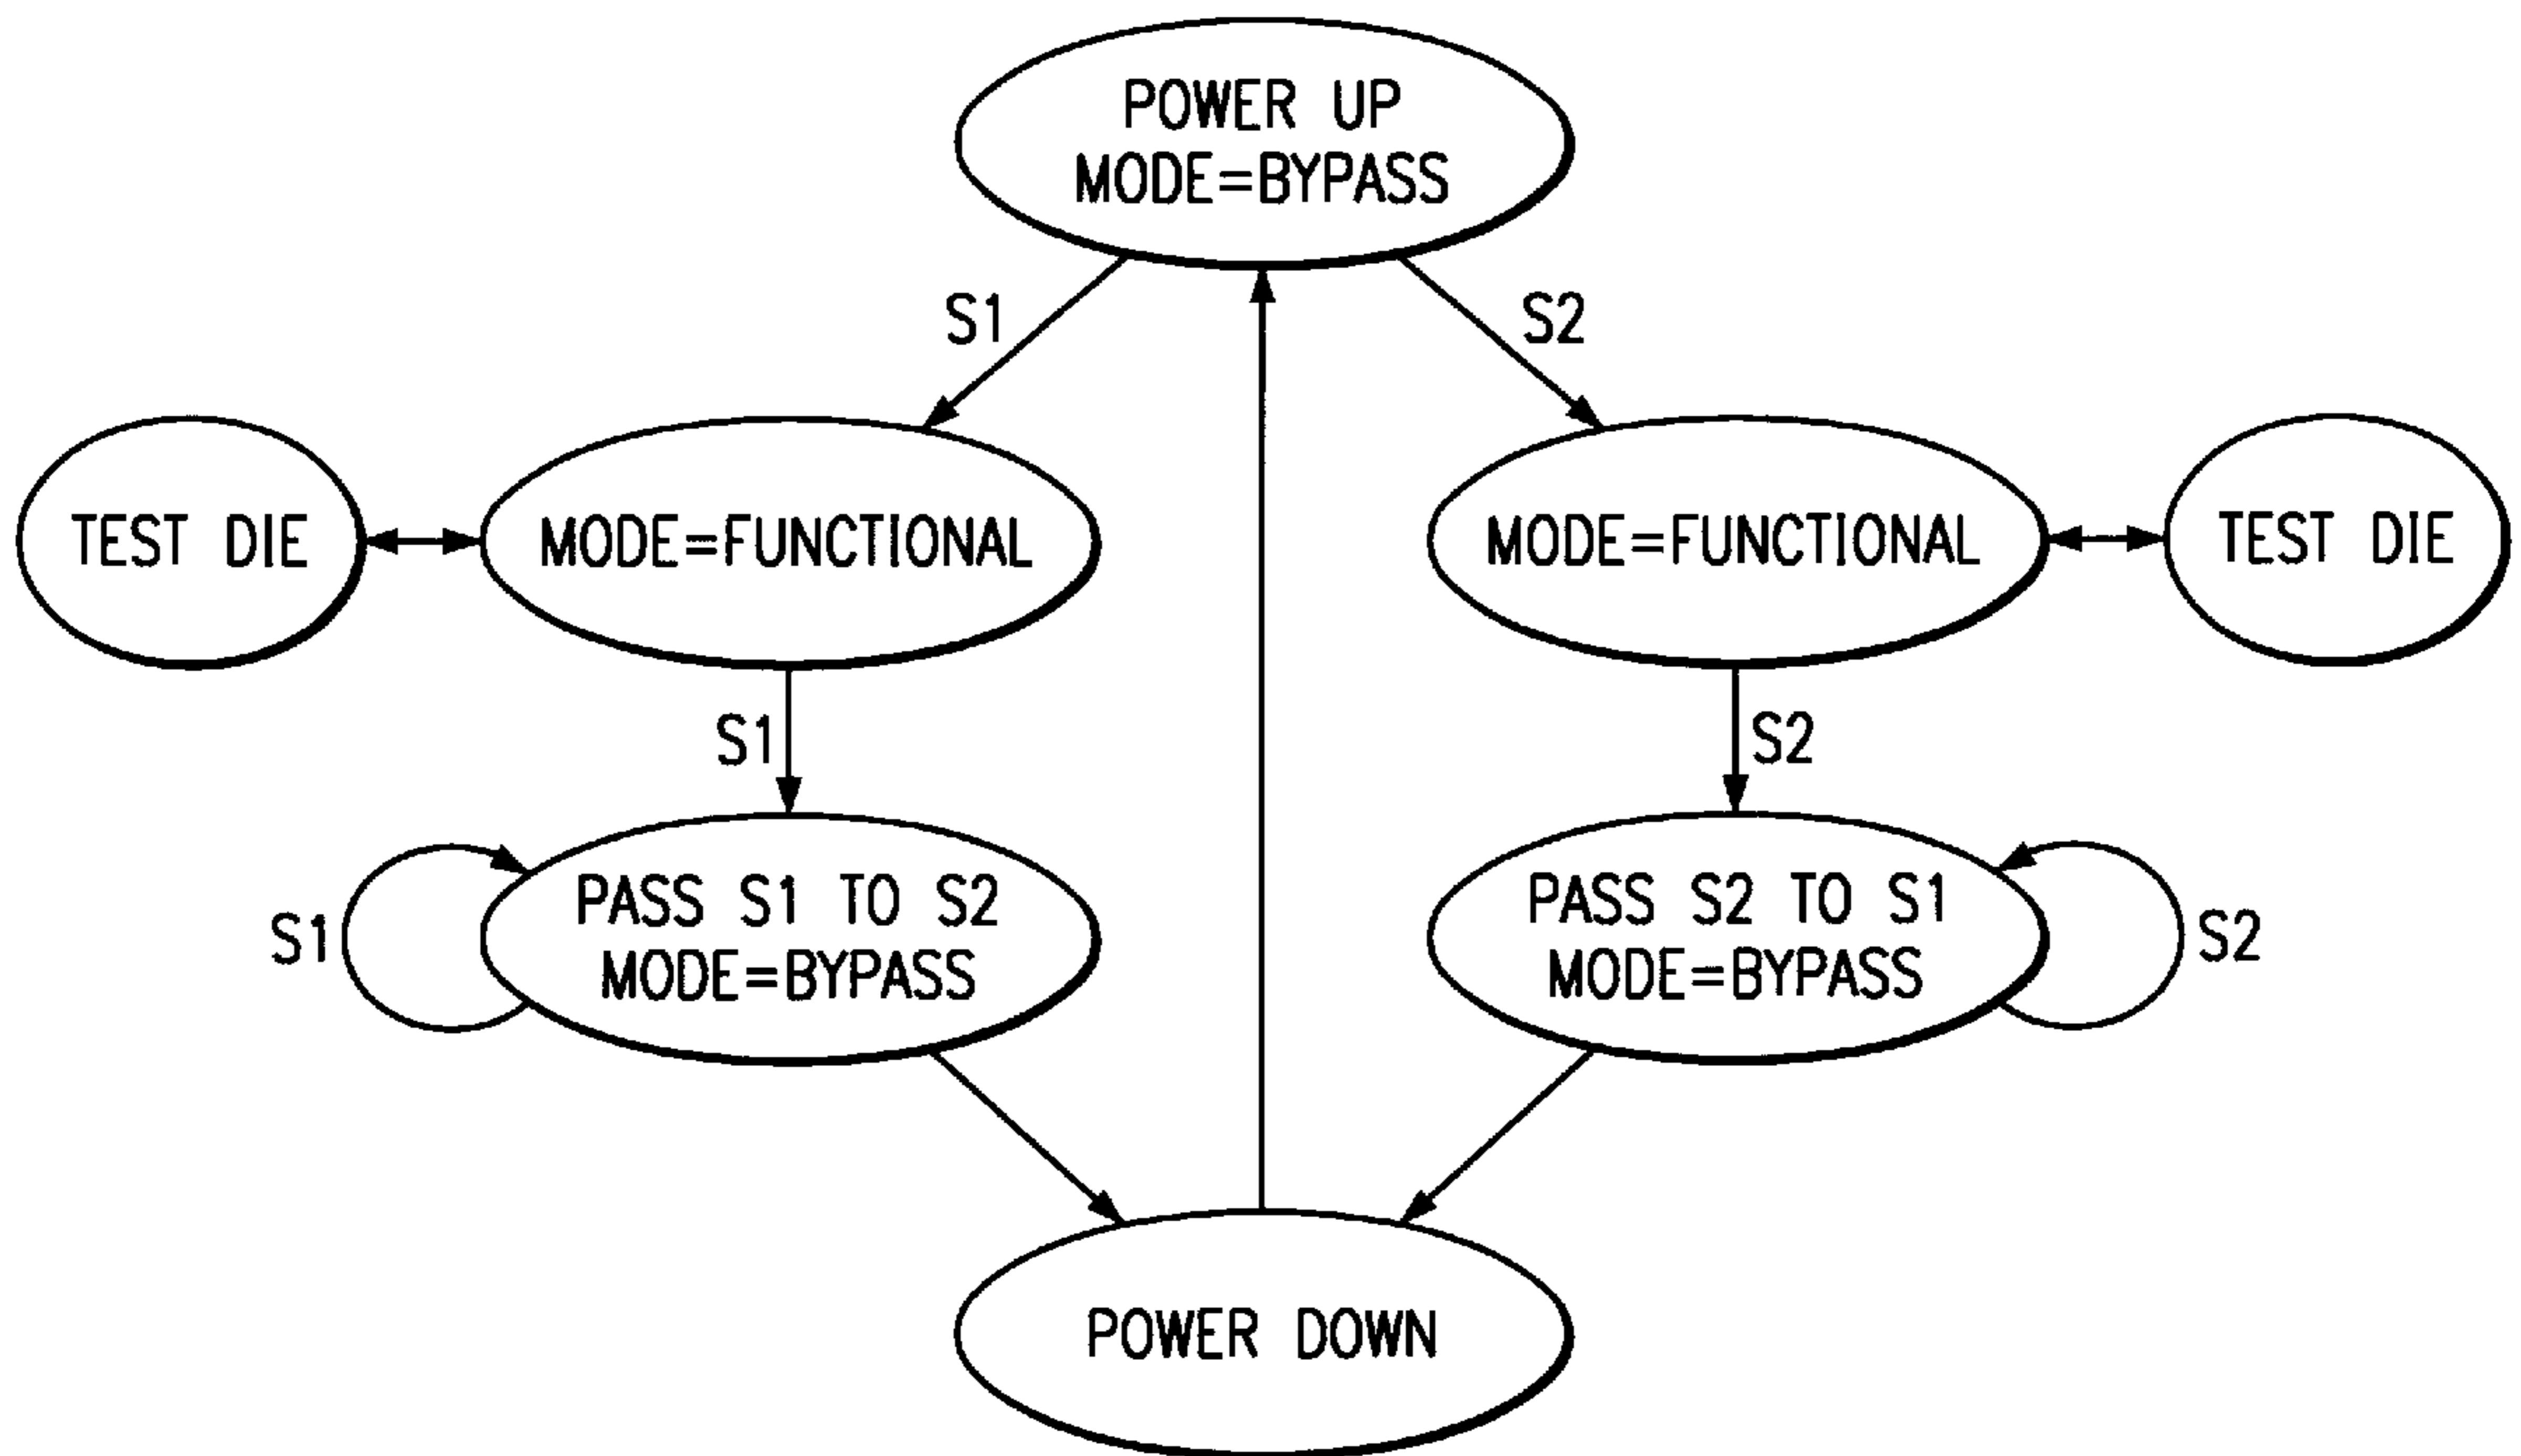 POWER UP
MODE=BYPASS
S1
S2
TEST DIE
MODE=FUNCTIONAL
MODE=FUNCTIONAL
TEST DIE
S1
S2
S1
PASS S1 TO S2
MODE=BYPASS
PASS S2 TO S1
MODE=BYPASS
S2
POWER DOWN